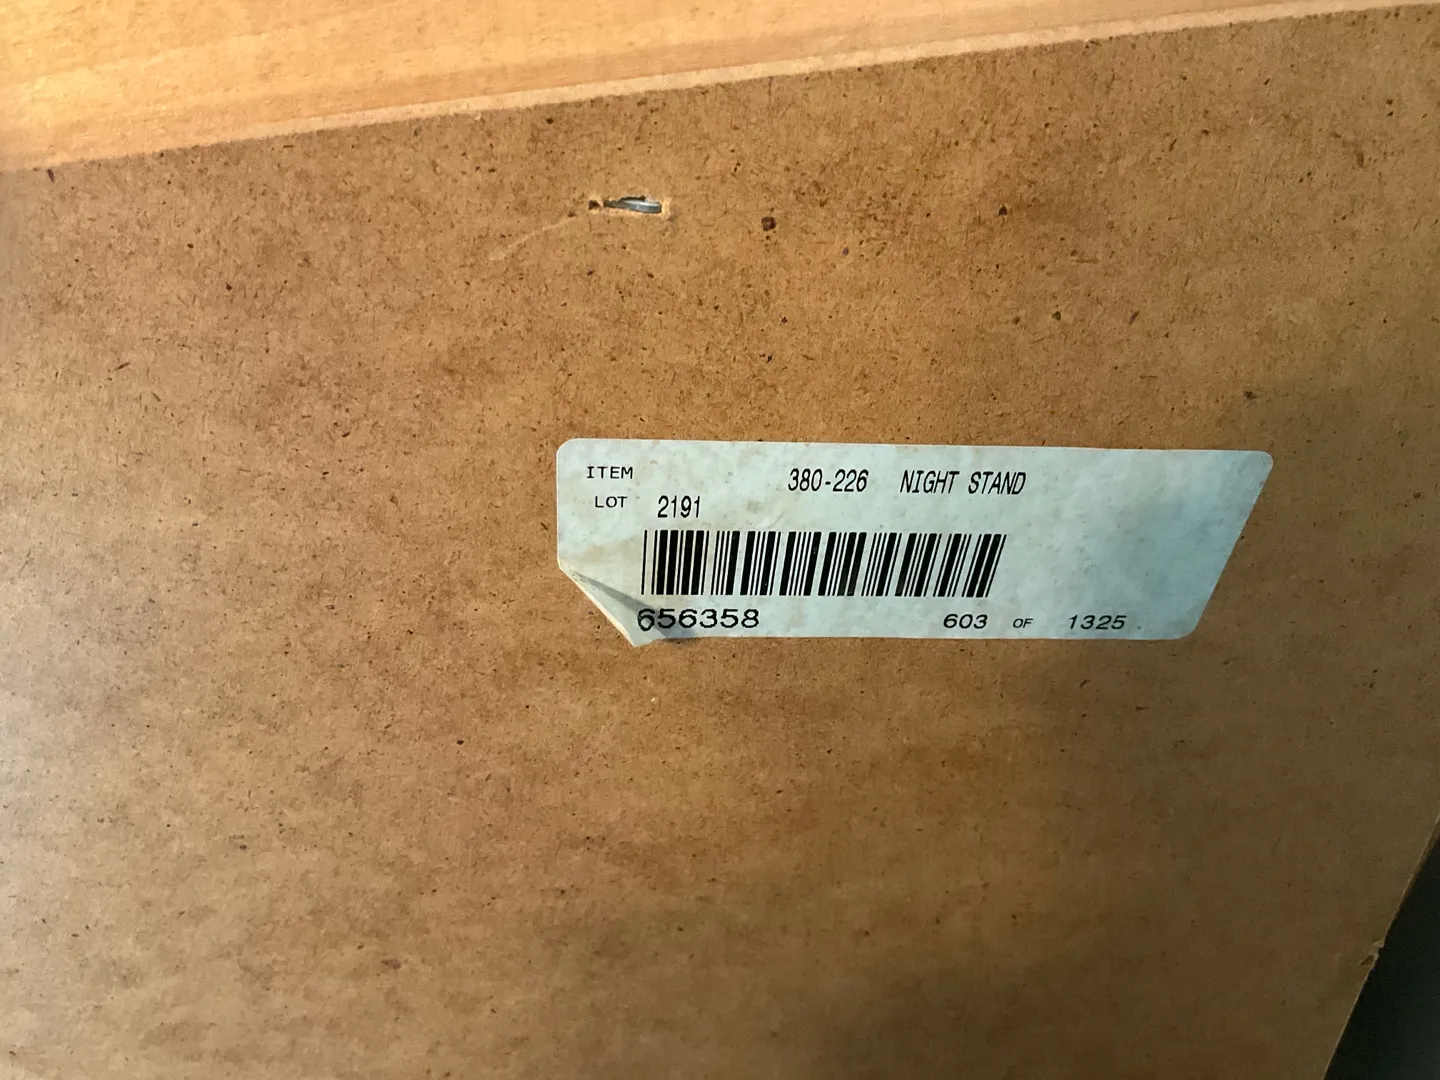 ITEM 380-226 NIGHT STAND
LOT 2191
656358 603 OF 1325